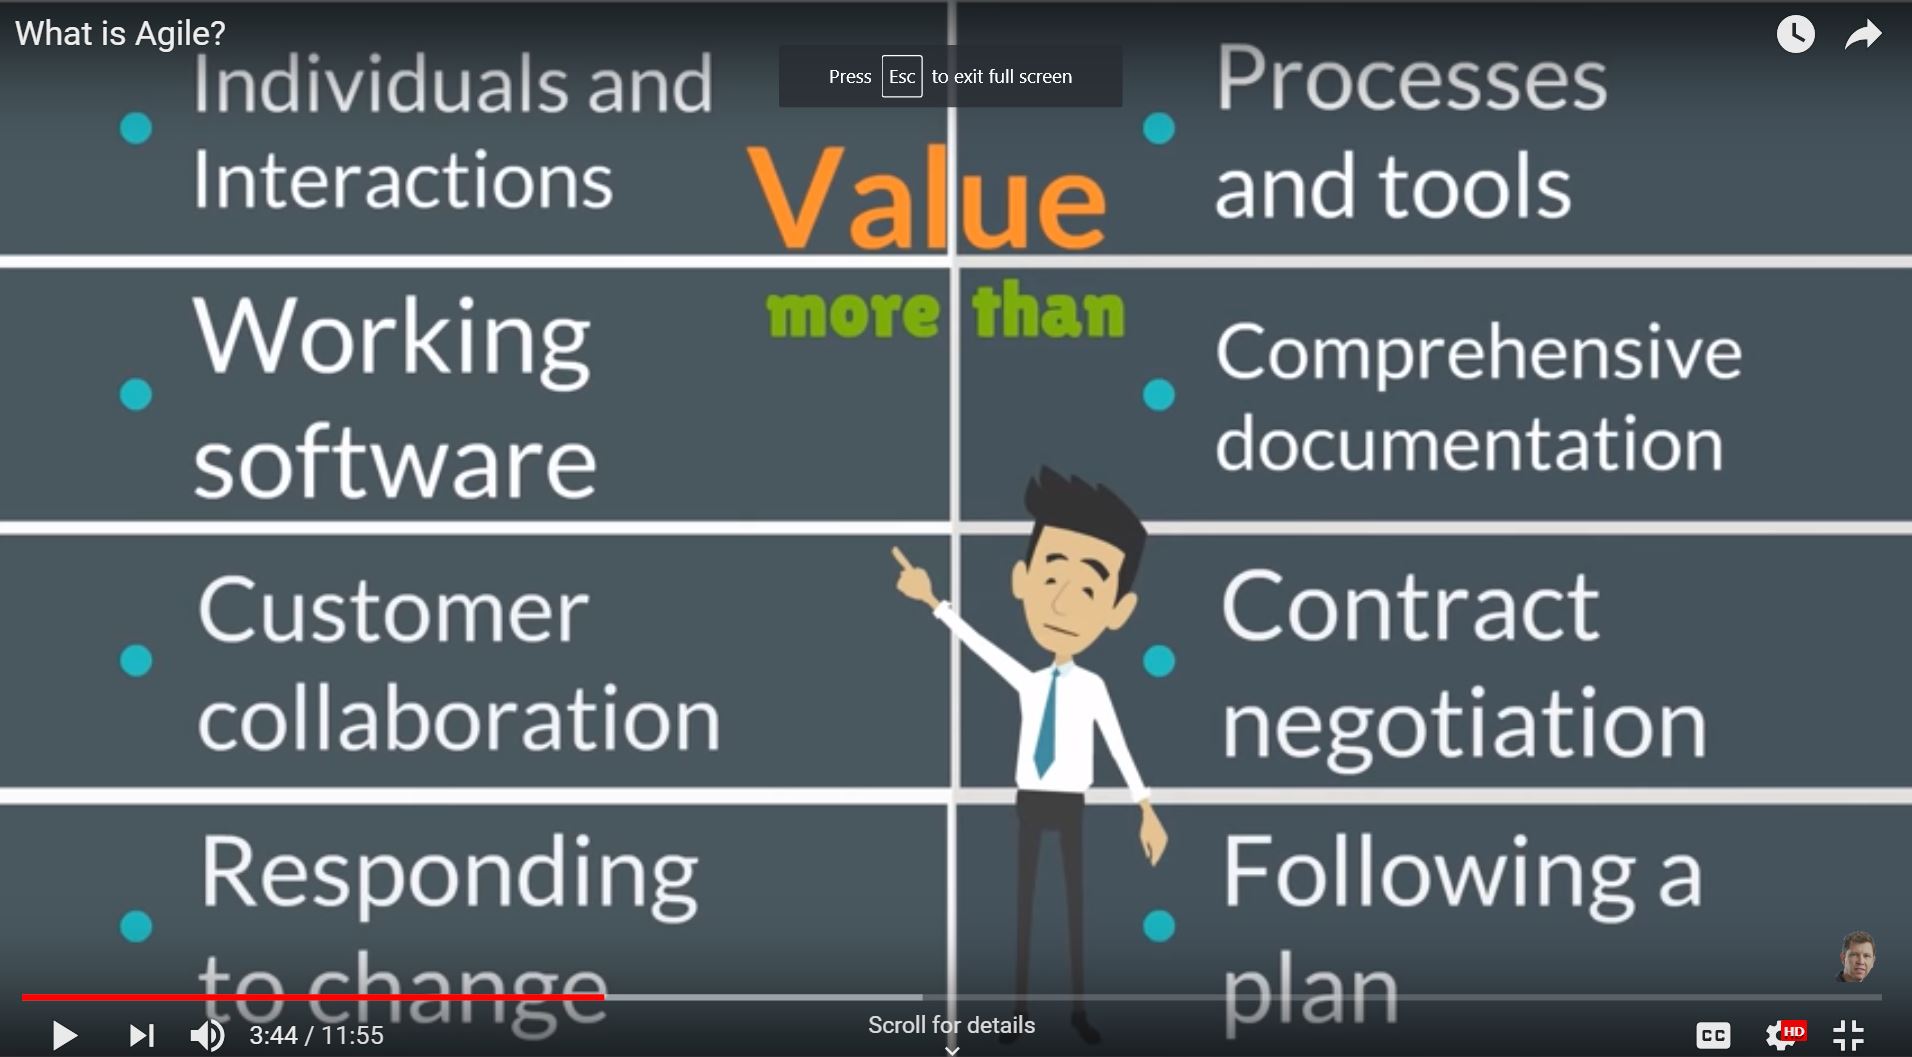 What is Agile?
Press Esc to exit full screen
Individuals and
Interactions
Value
more than
Processes
and tools
Working
software
Comprehensive
documentation
Customer
collaboration
Contract
negotiation
Responding
to change
Following a
plan
3:44 / 11:55
Scroll for details
CC
HD